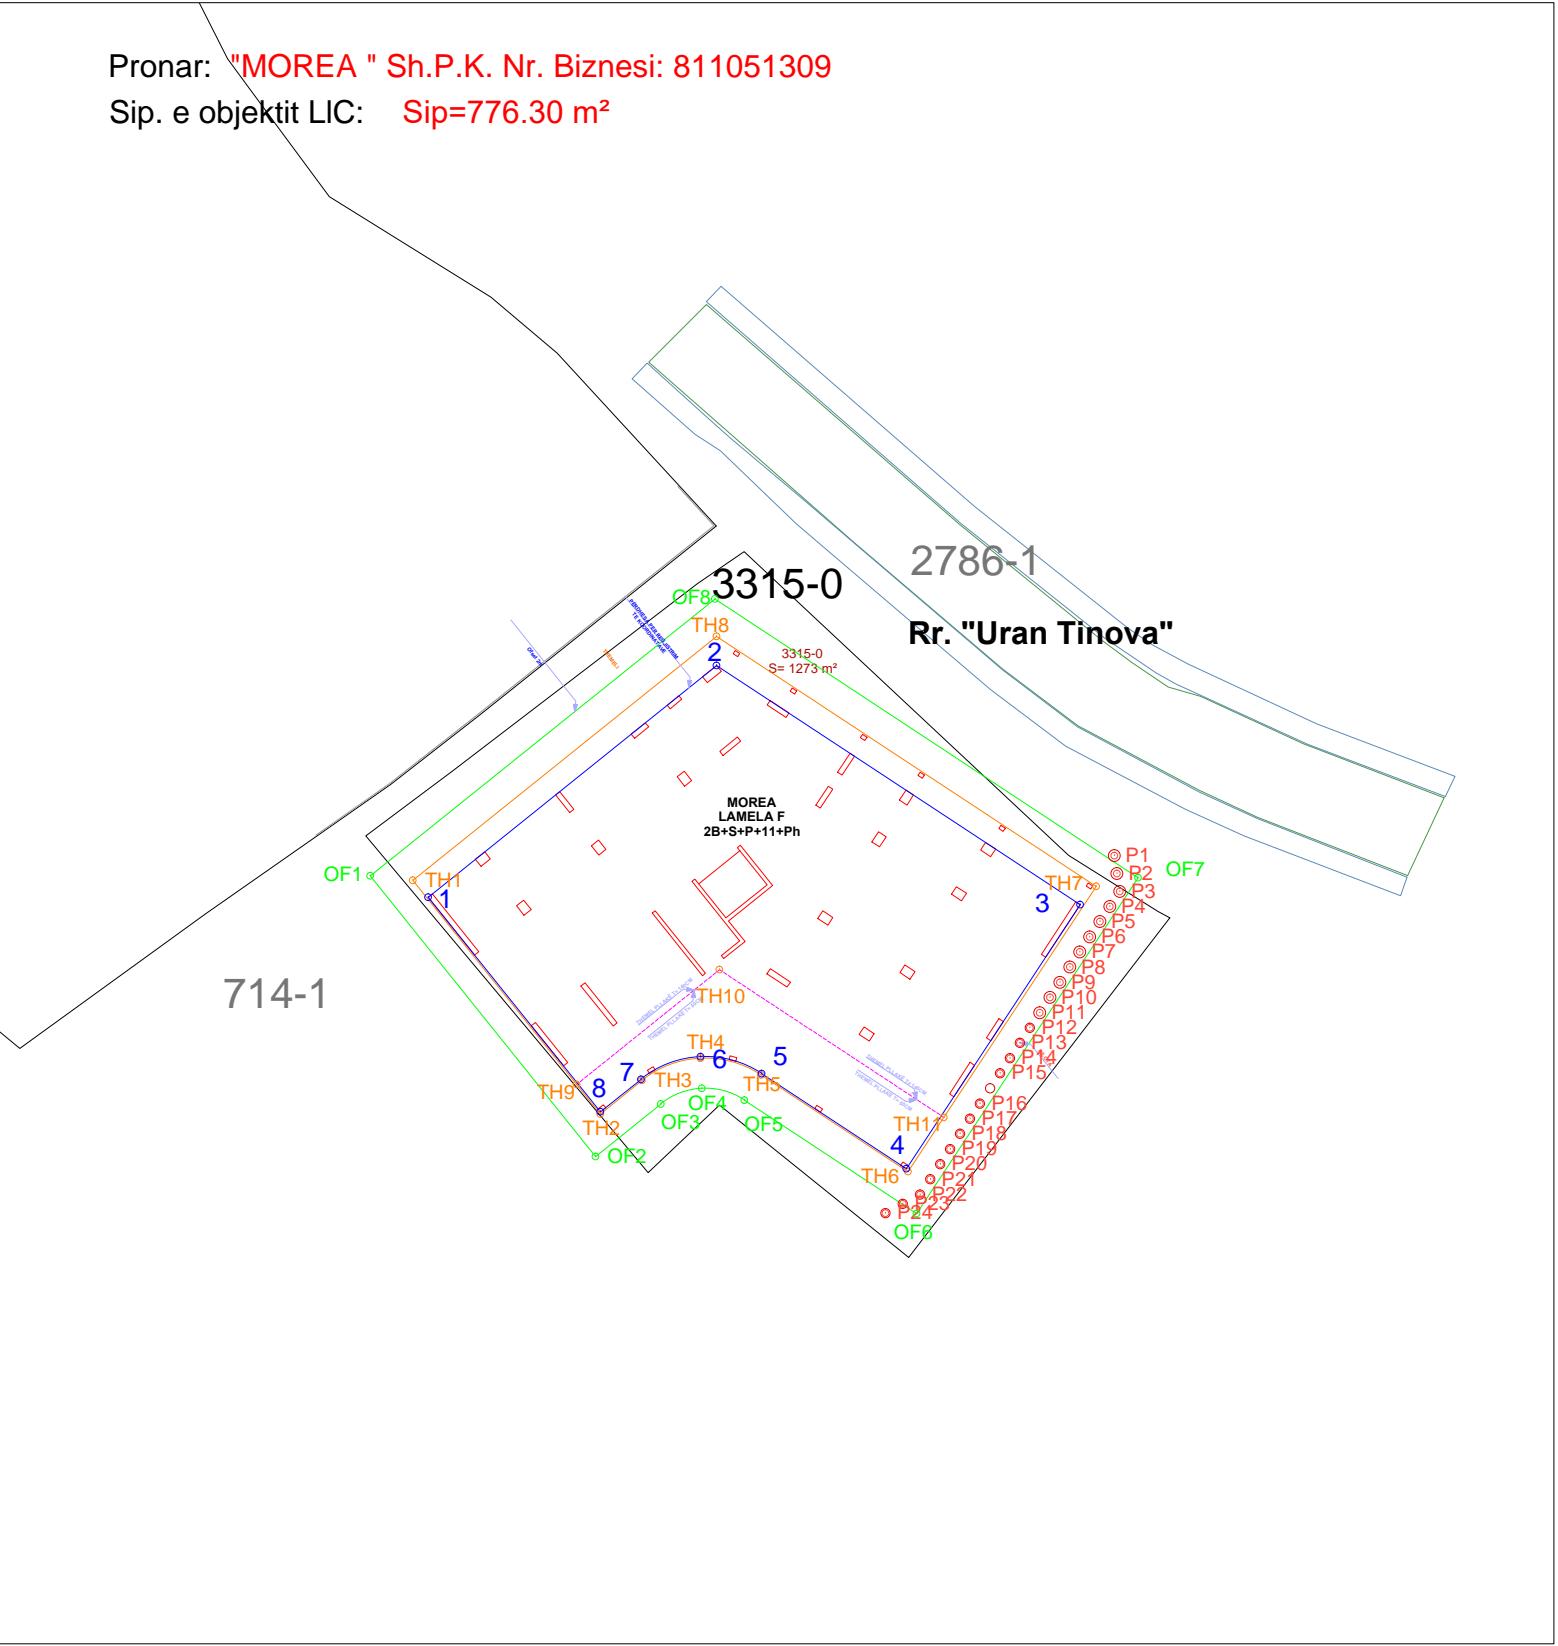 Pronar: "MOREA " Sh.P.K. Nr. Biznesi: 811051309
Sip. e objektit LIC: Sip=776.30 m²
2786-1
3315-0
OF8
TH8
Rr. "Uran Tinova"
2
3315-0
S= 1273 m²
MOREA
LAMELA F
2B+S+P+11+Ph
P1
OF7
P2
OF1
TH1
TH7
P3
1
3
P4
P5
P6
P7
P8
P9
714-1
TH10
P10
P11
P12
P13
TH4
6
5
P14
7
TH3
TH5
P15
TH9
8
OF4
P16
TH2
OF3
OF5
TH11
P17
P18
4
P19
OF2
P20
TH6
P21
P22
P23
P24
OF6